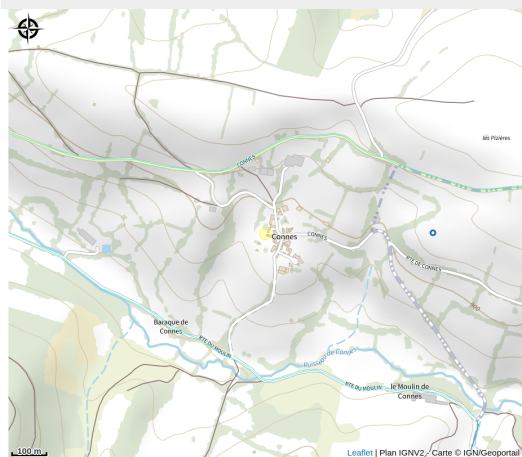 les Pizières
CONNES
Connes
CONNES
RTE DE CONNES
400
Baraque de
Connes
RTE DU MOULIN
Ruisseau de Connes
RTE DU MOULIN
le Moulin de
Connes
100 m
Leaflet | Plan IGNV2 - Carte © IGN/Geoportail